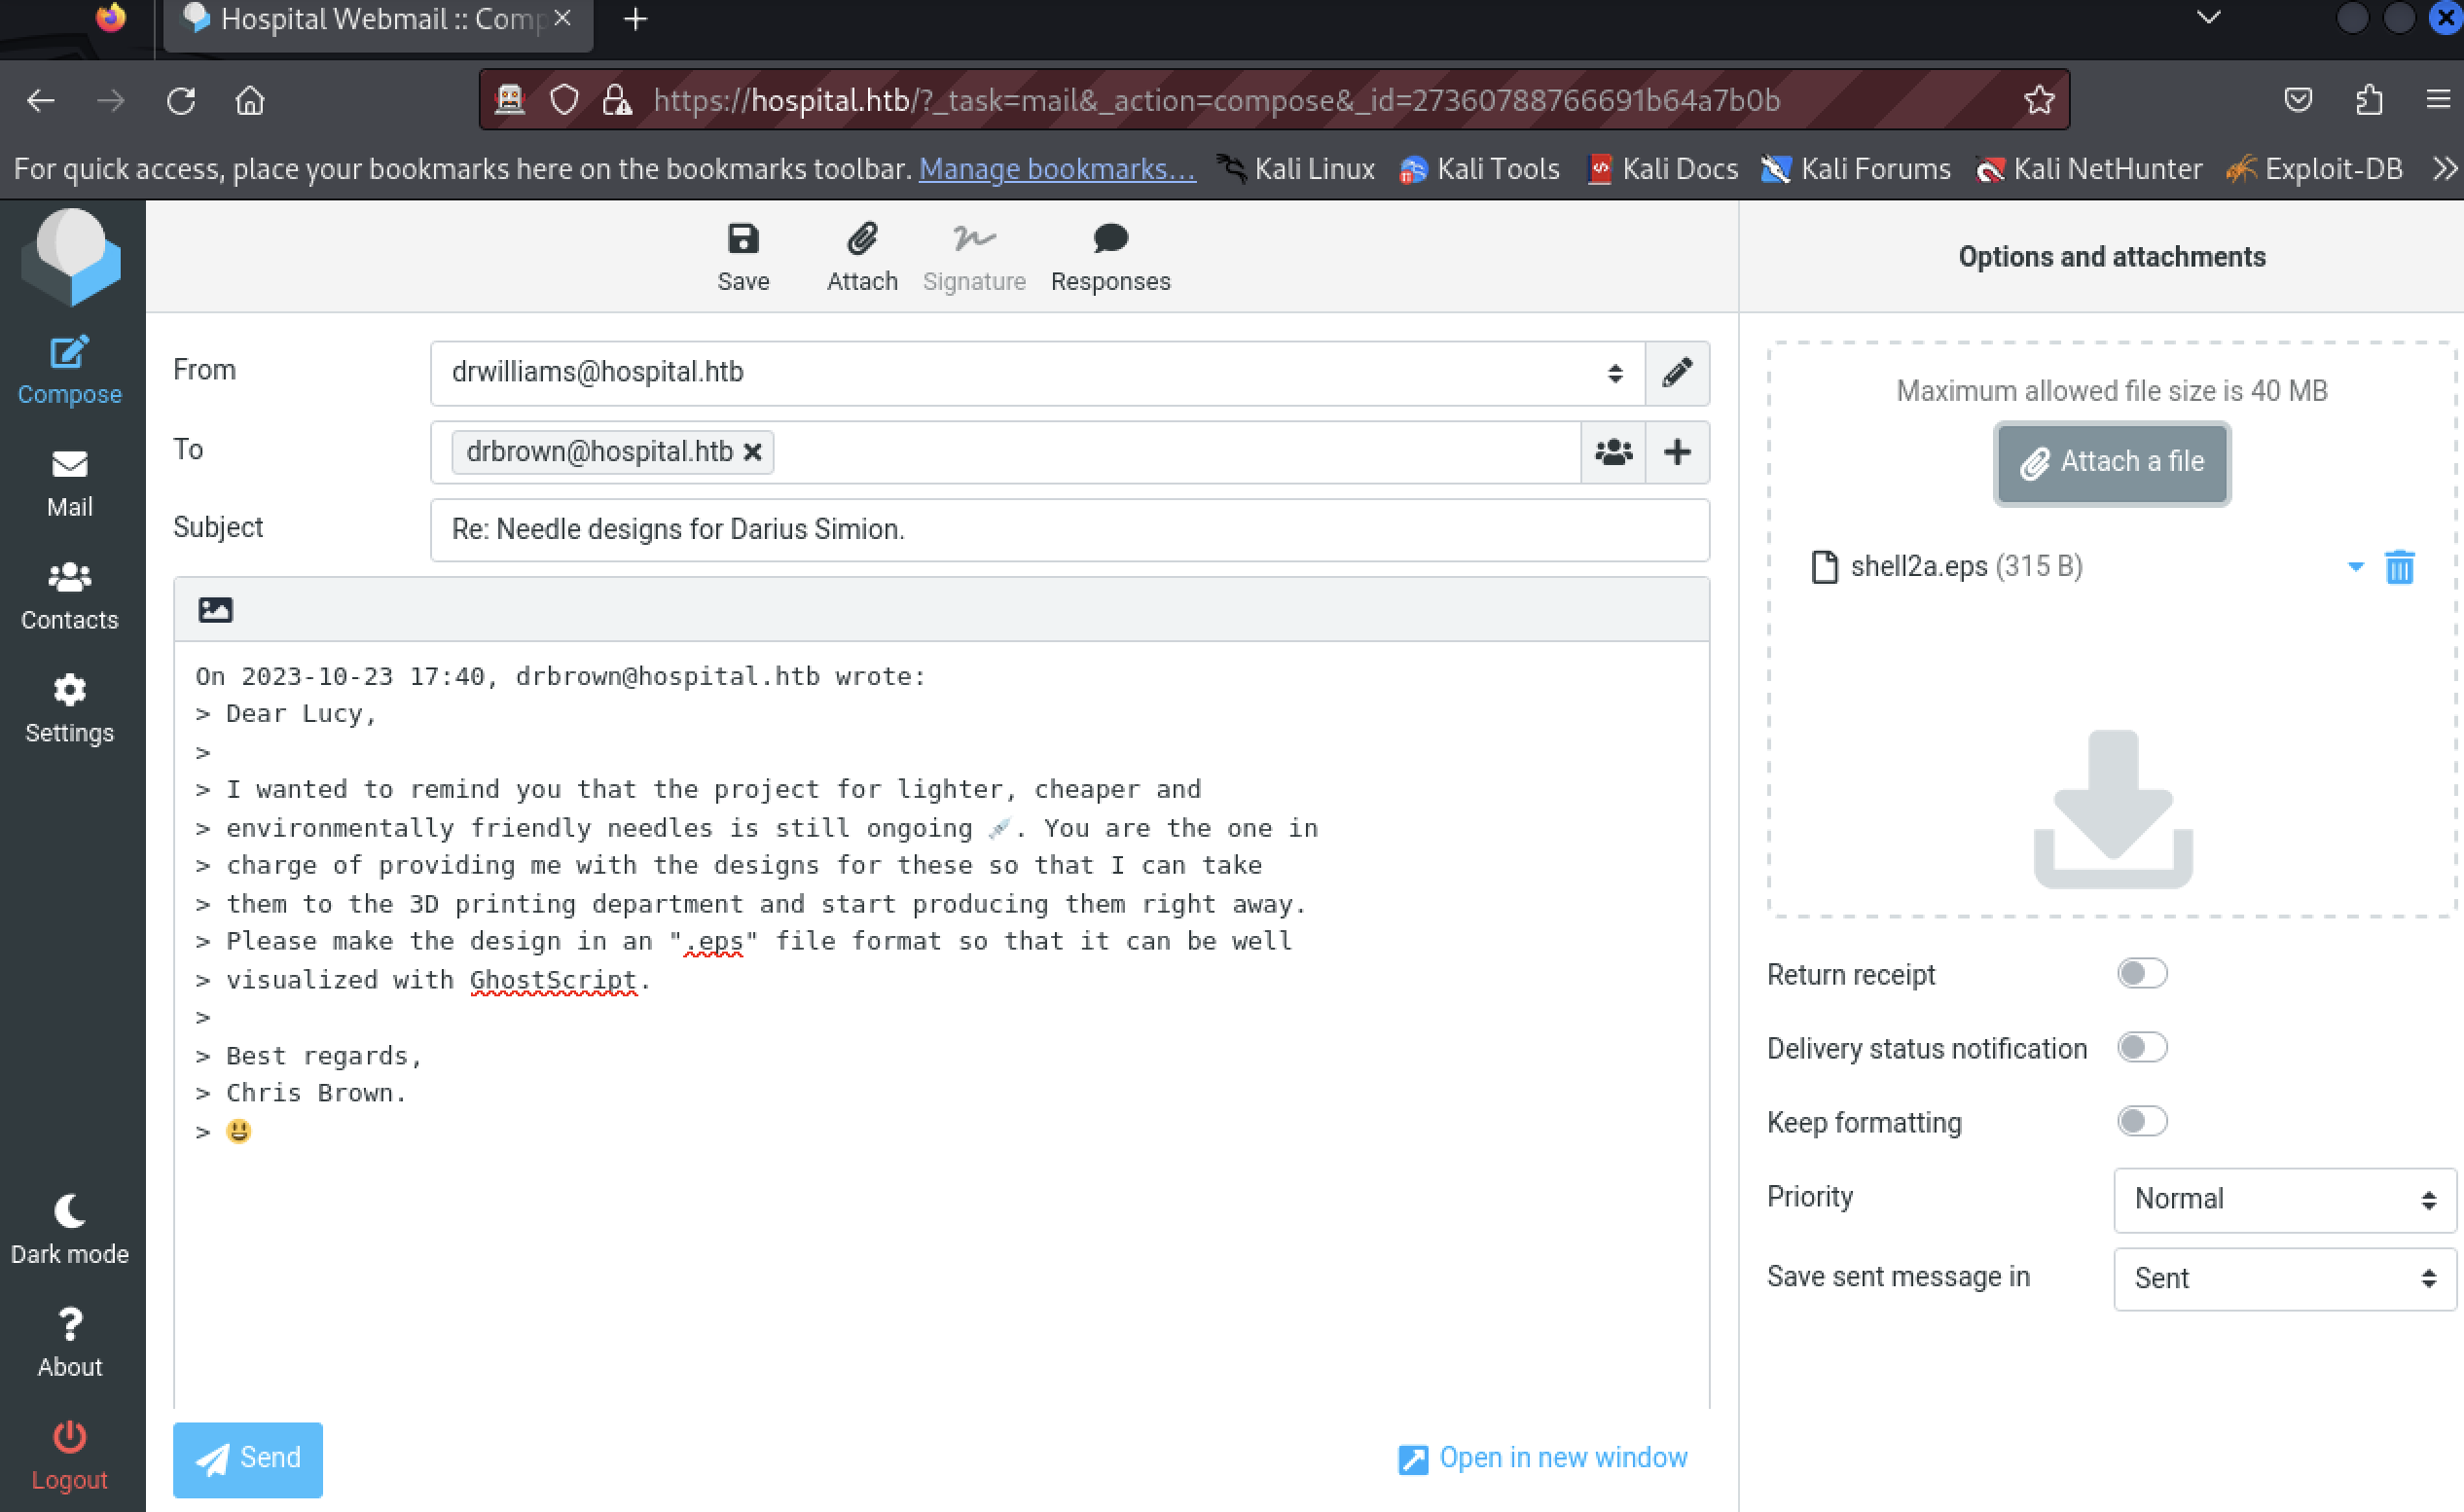 Hospital Webmail :: Comp
https://hospital.htb/?_task=mail&_action=compose&_id=27360788766691b64a7b0b
For quick access, place your bookmarks here on the bookmarks toolbar. Manage bookmarks... Kali Linux Kali Tools Kali Docs Kali Forums Kali NetHunter Exploit-DB
Save Attach Signature Responses
Options and attachments
Compose
Mail
Contacts
Settings
Dark mode
About
Logout
From drwilliams@hospital.htb
To drbrown@hospital.htb
Subject Re: Needle designs for Darius Simion.
On 2023-10-23 17:40, drbrown@hospital.htb wrote:
> Dear Lucy,
>
> I wanted to remind you that the project for lighter, cheaper and
> environmentally friendly needles is still ongoing 💉. You are the one in
> charge of providing me with the designs for these so that I can take
> them to the 3D printing department and start producing them right away.
> Please make the design in an ".eps" file format so that it can be well
> visualized with GhostScript.
>
> Best regards,
> Chris Brown.
> 😃
Send
Open in new window
Maximum allowed file size is 40 MB
Attach a file
shell2a.eps (315 B)
Return receipt
Delivery status notification
Keep formatting
Priority Normal
Save sent message in Sent